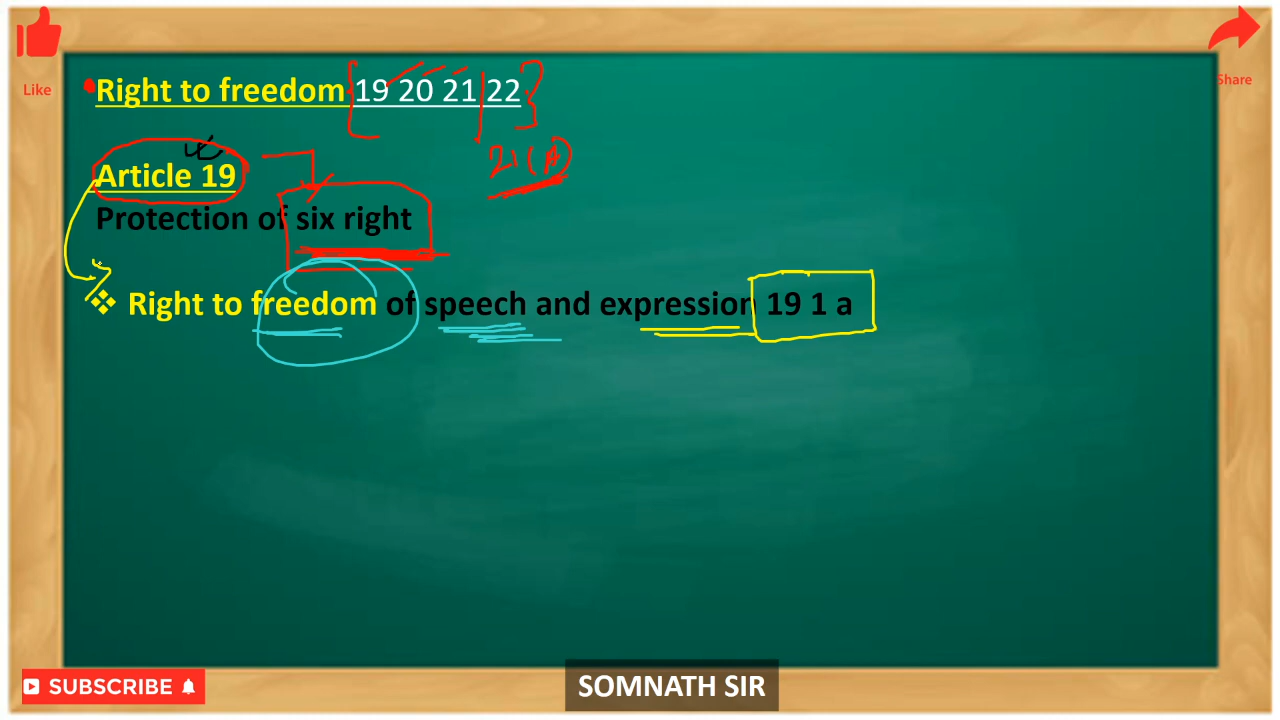 Like
Share
Right to freedom 19 20 21 22
21(A)
Article 19
Protection of six right
Right to freedom of speech and expression 19 1 a
SUBSCRIBE
SOMNATH SIR